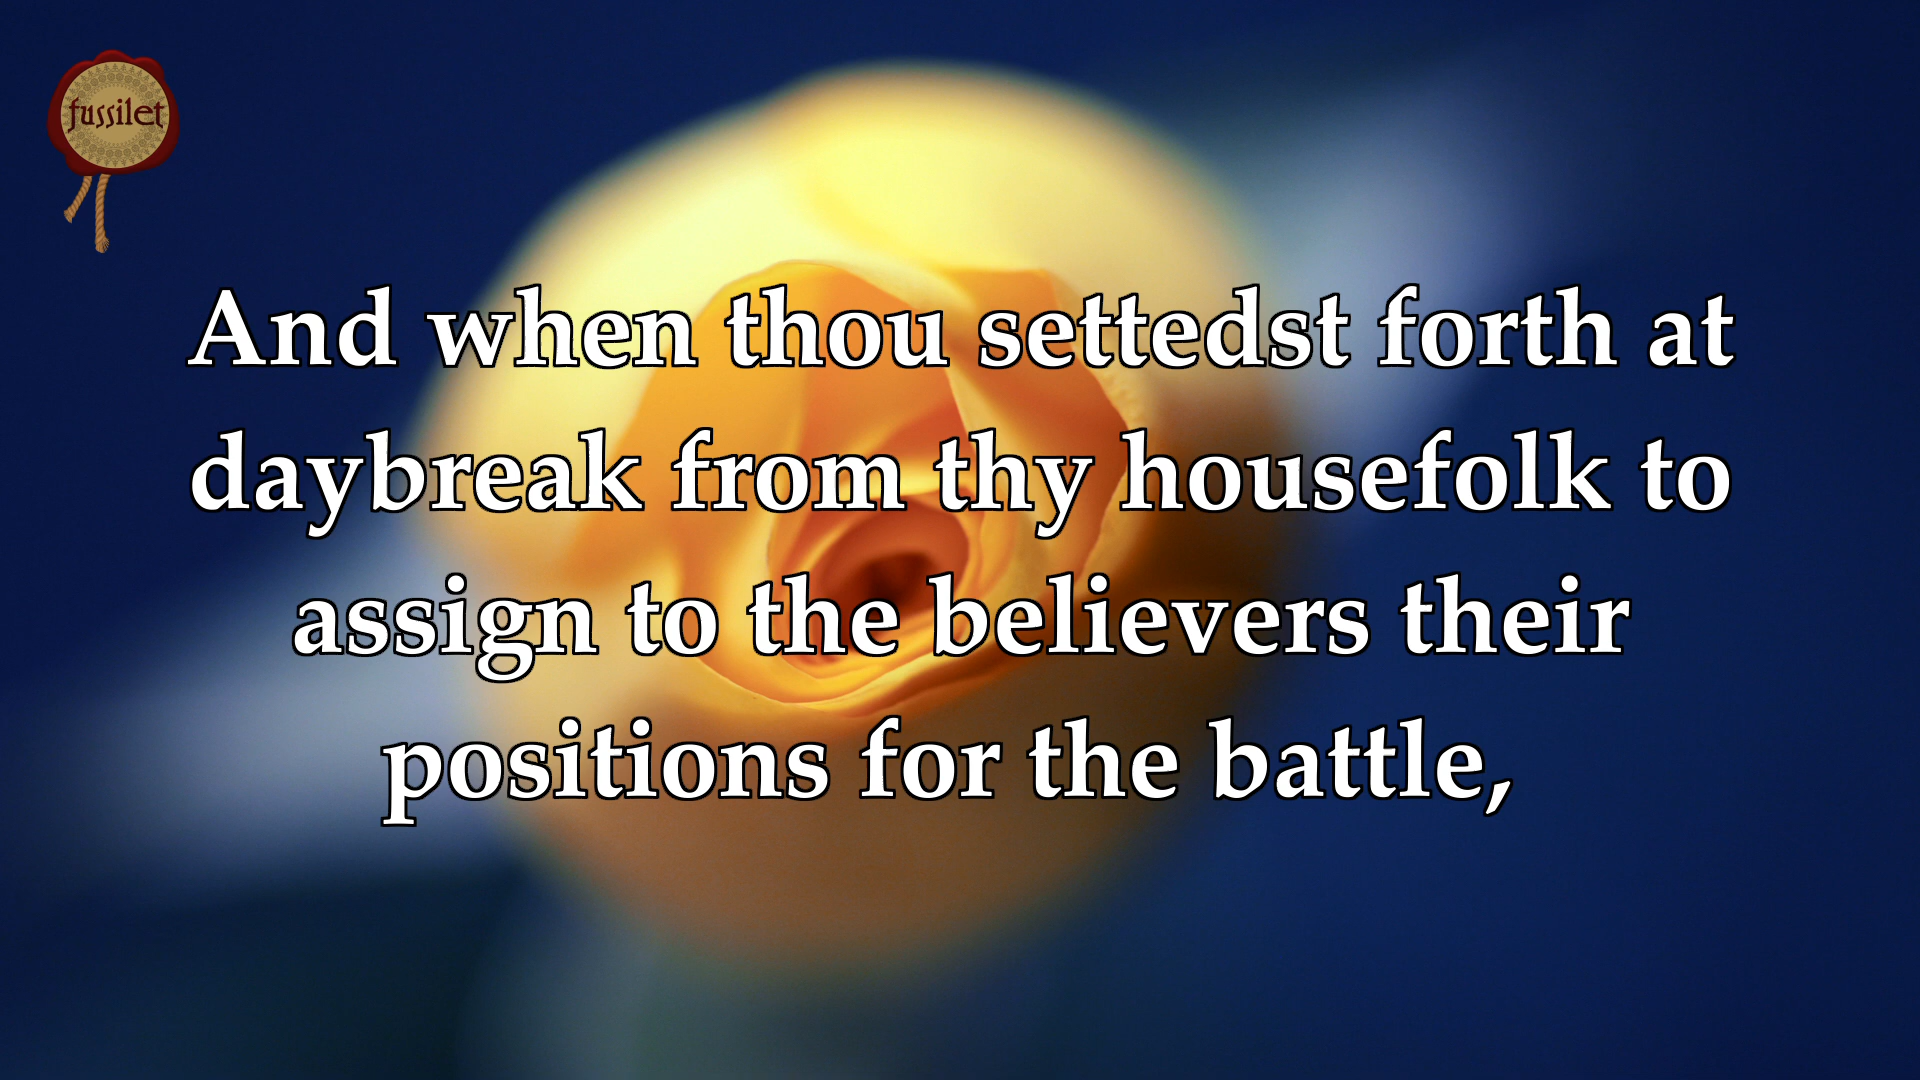 fussilet
And when thou settedst forth at
daybreak from thy housefolk to
assign to the believers their
positions for the battle,